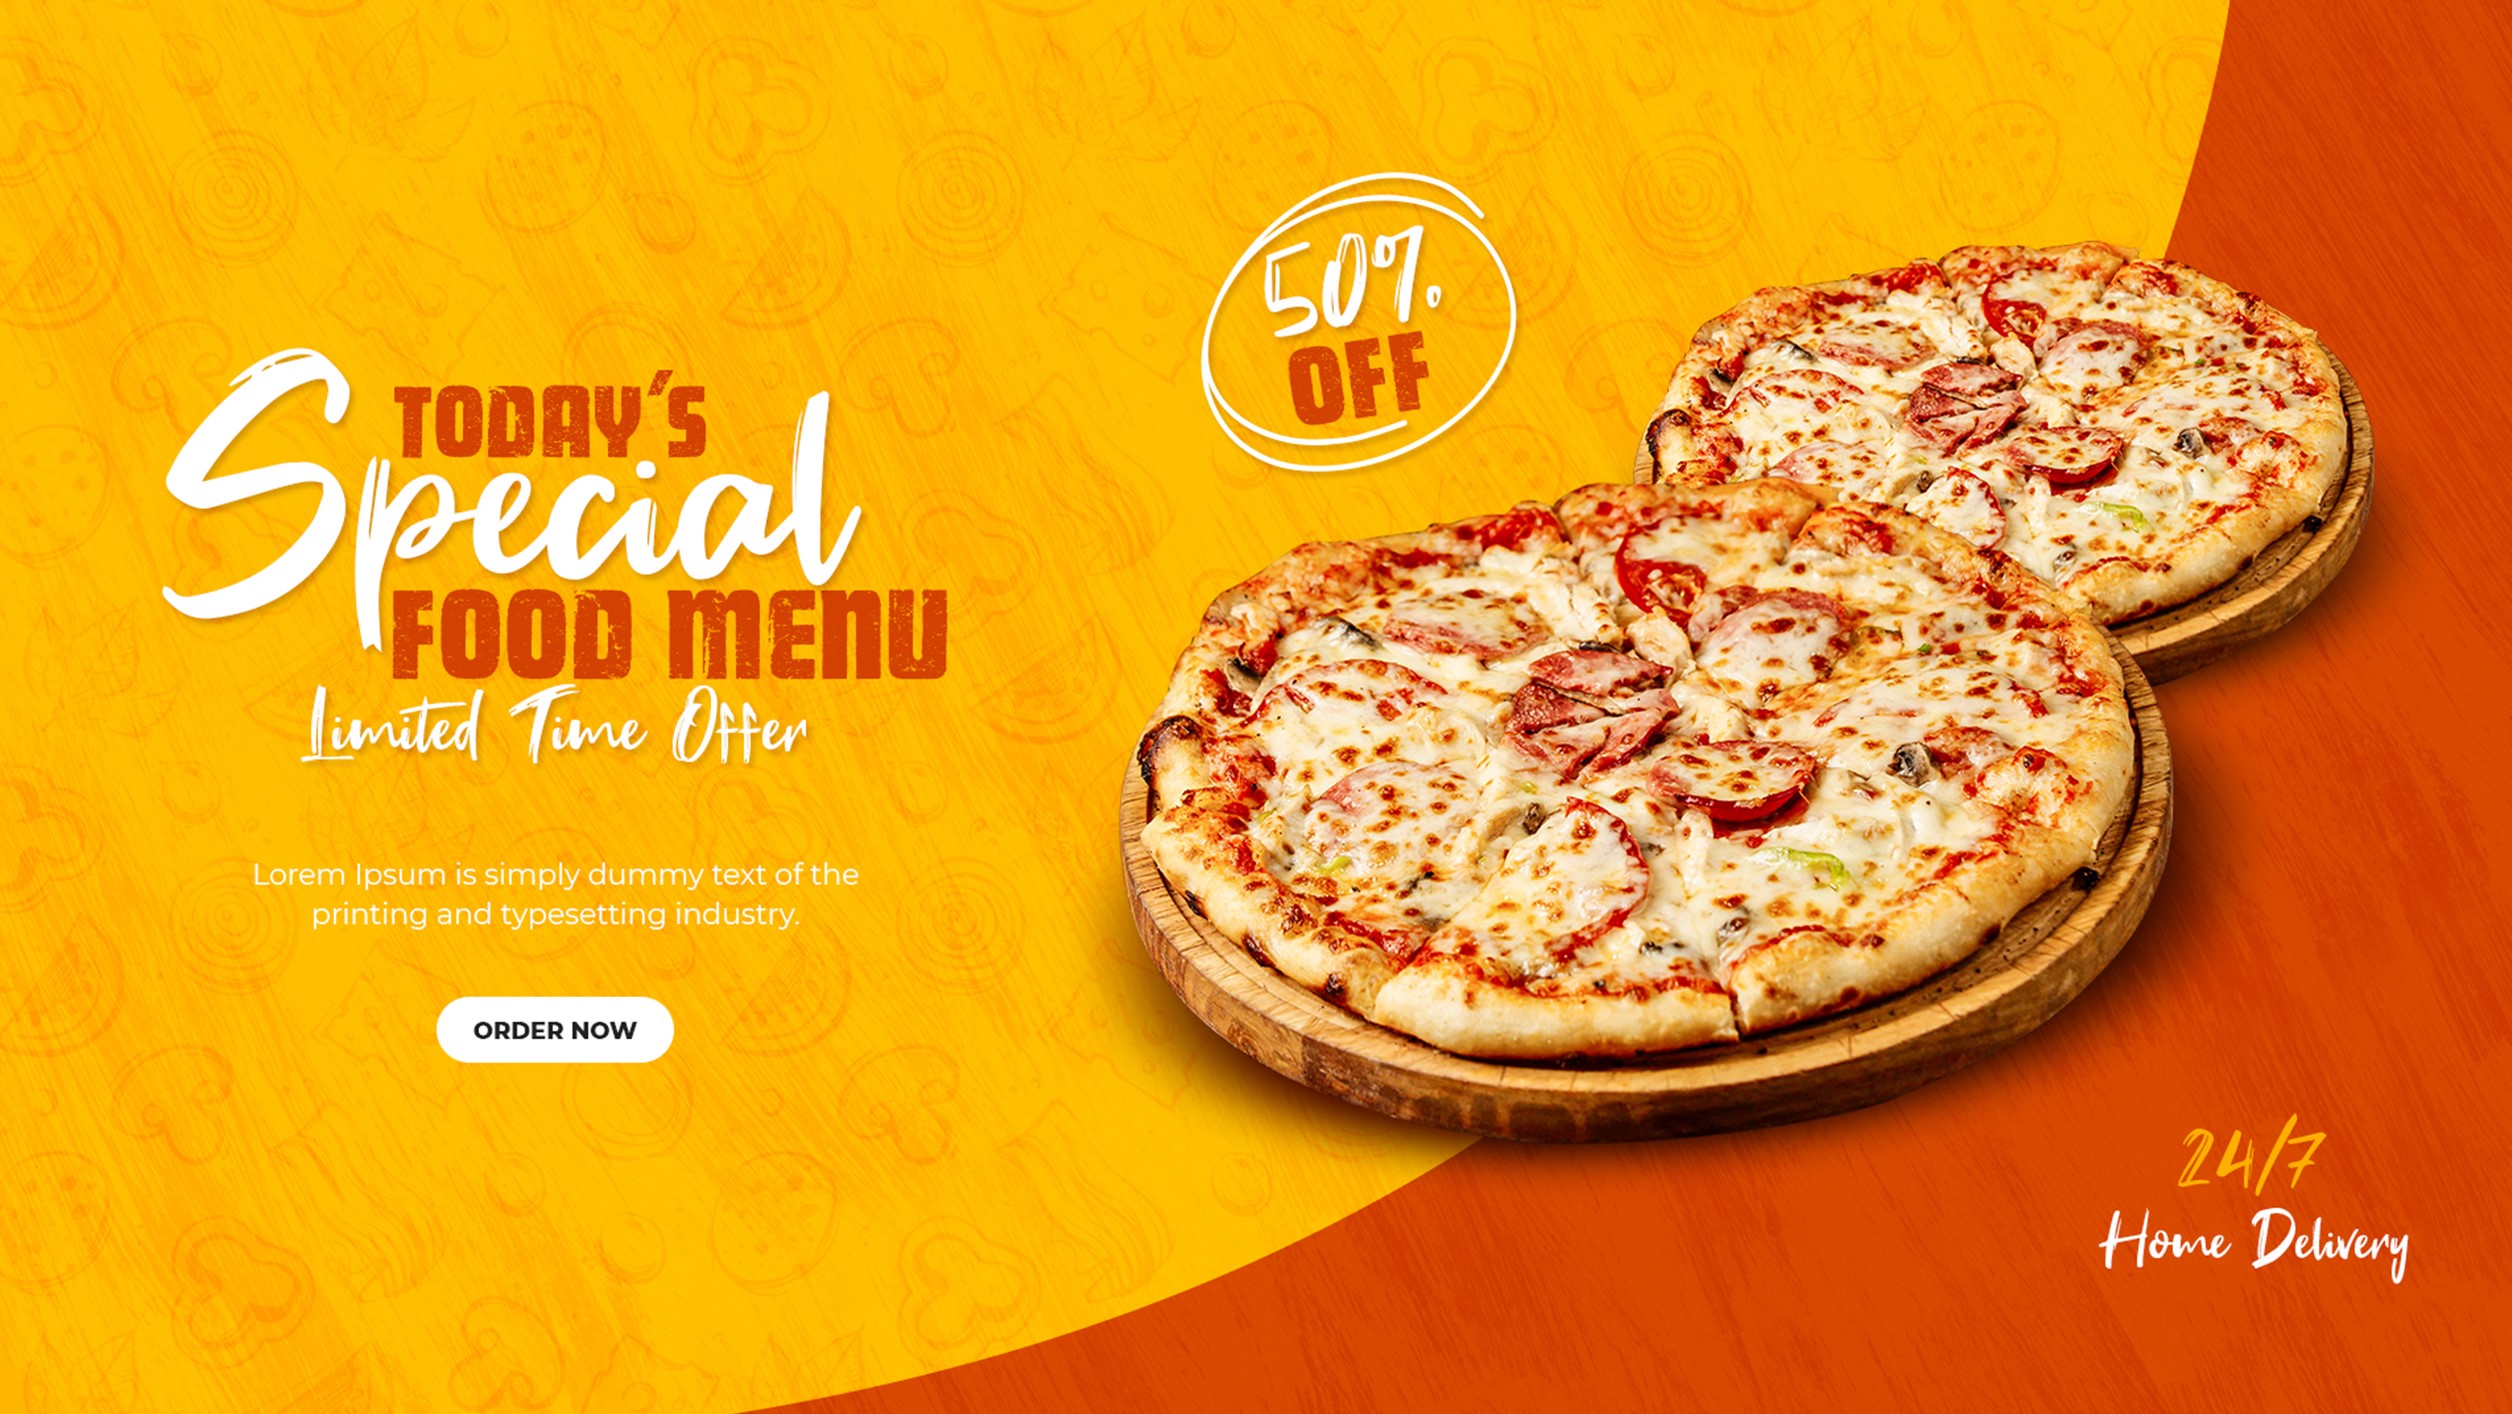 TODAY'S
Special
FOOD MENU
Limited Time Offer
Lorem Ipsum is simply dummy text of the
printing and typesetting industry.
ORDER NOW
50%
OFF
24/7
Home Delivery